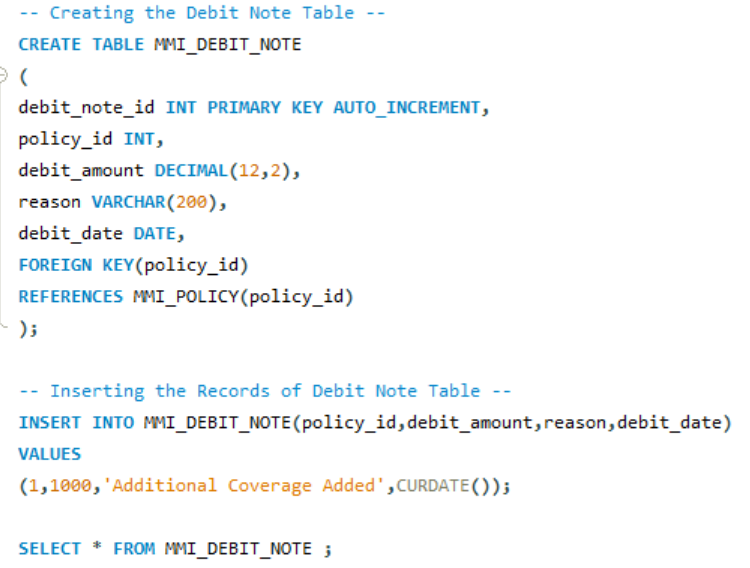 -- Creating the Debit Note Table --
CREATE TABLE MMI_DEBIT_NOTE
(
debit_note_id INT PRIMARY KEY AUTO_INCREMENT,
policy_id INT,
debit_amount DECIMAL(12,2),
reason VARCHAR(200),
debit_date DATE,
FOREIGN KEY(policy_id)
REFERENCES MMI_POLICY(policy_id)
);
-- Inserting the Records of Debit Note Table --
INSERT INTO MMI_DEBIT_NOTE(policy_id,debit_amount,reason,debit_date)
VALUES
(1,1000,'Additional Coverage Added',CURDATE());
SELECT * FROM MMI_DEBIT_NOTE ;